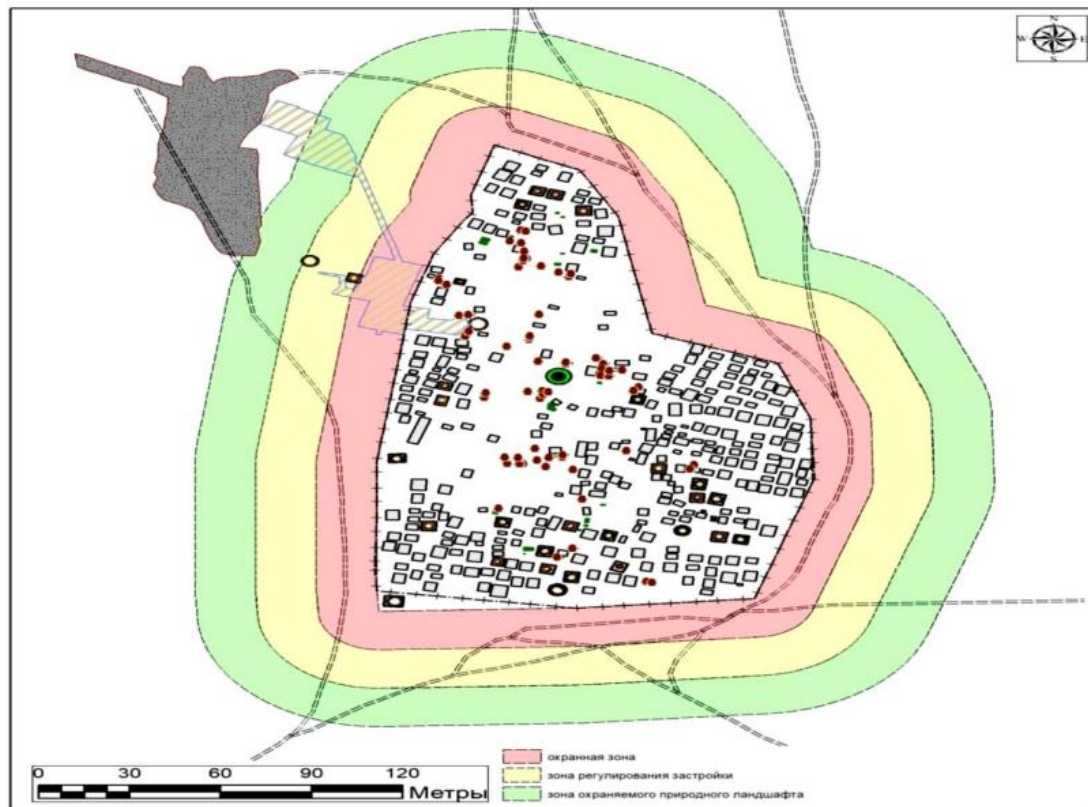 N
W E
S
охранная зона
зона регулирования застройки
зона охраняемого природного ландшафта
0 30 60 90 120
Метры